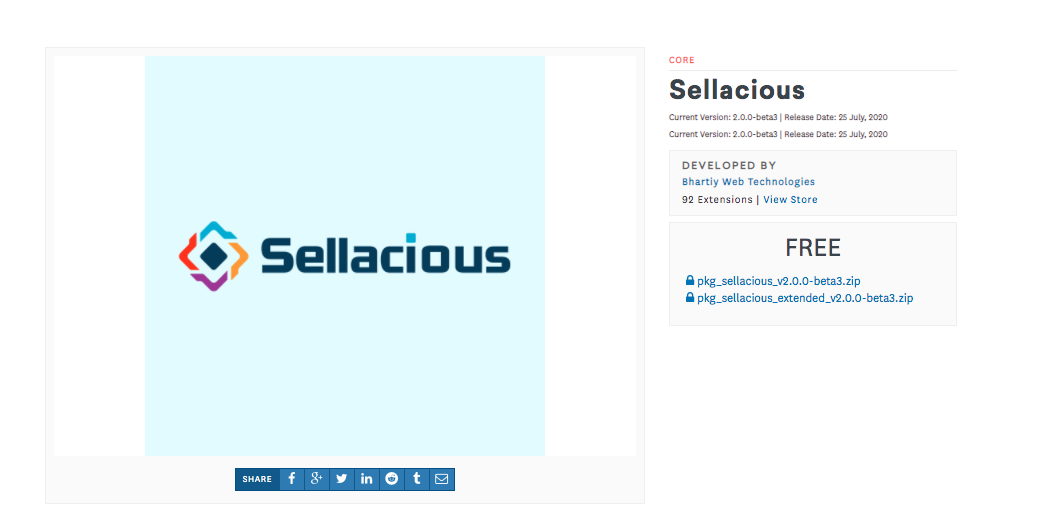 CORE
Sellacious
Current Version: 2.0.0-beta3 | Release Date: 25 July, 2020
Current Version: 2.0.0-beta3 | Release Date: 25 July, 2020
DEVELOPED BY
Bhartiy Web Technologies
92 Extensions | View Store
FREE
pkg_sellacious_v2.0.0-beta3.zip
pkg_sellacious_extended_v2.0.0-beta3.zip
Sellacious
SHARE